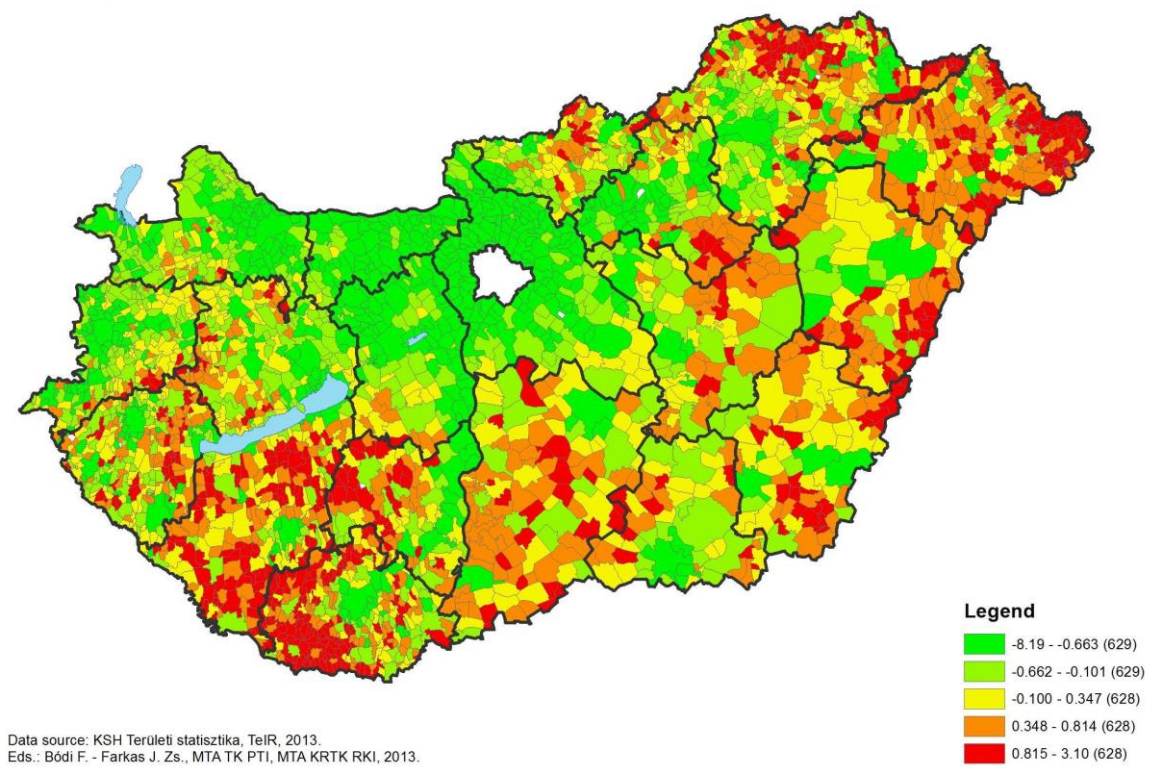 Legend
-8.19 - -0.663 (629)
-0.662 - -0.101 (629)
-0.100 - 0.347 (628)
0.348 - 0.814 (628)
0.815 - 3.10 (628)
Data source: KSH Területi statisztika, TeIR, 2013.
Eds.: Bódi F. - Farkas J. Zs., MTA TK PTI, MTA KRTK RKI, 2013.